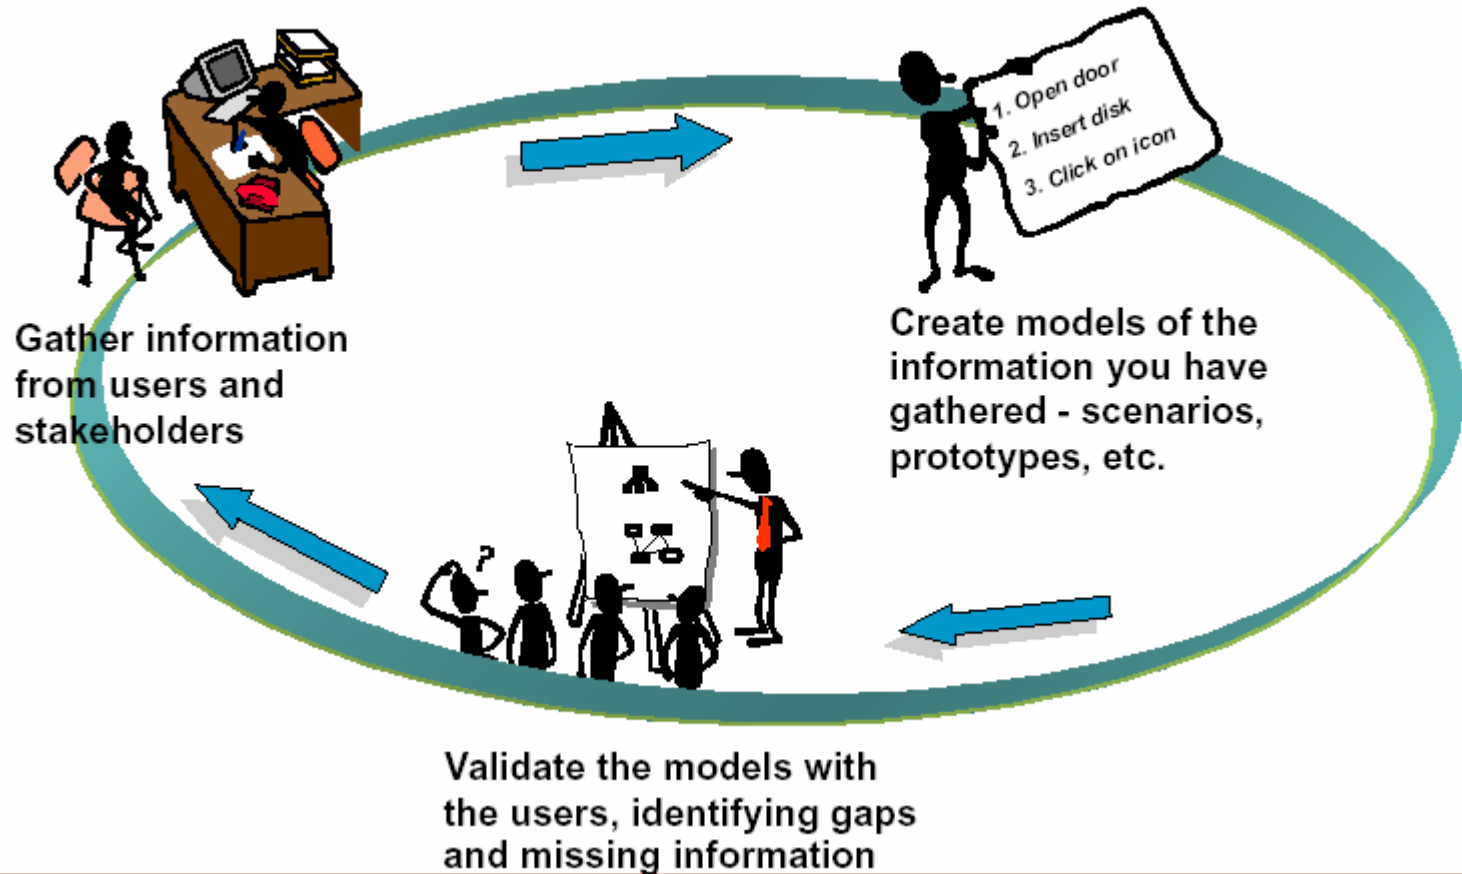 1. Open door
2. Insert disk
3. Click on icon
Gather information
from users and
stakeholders
Create models of the
information you have
gathered - scenarios,
prototypes, etc.
?
Validate the models with
the users, identifying gaps
and missing information